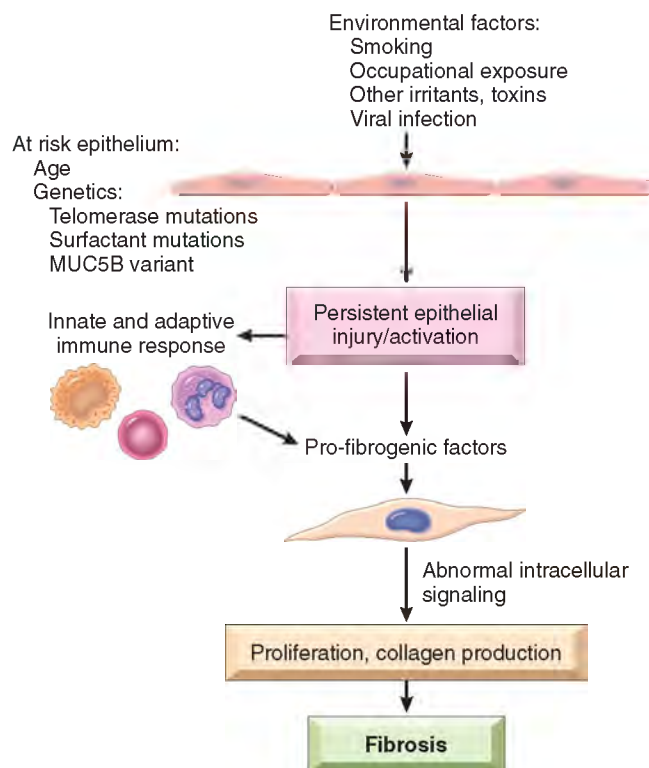 Environmental factors:
Smoking
Occupational exposure
Other irritants, toxins
Viral infection
At risk epithelium:
Age
Genetics:
Telomerase mutations
Surfactant mutations
MUC5B variant
Persistent epithelial
injury/activation
Innate and adaptive
immune response
Pro-fibrogenic factors
Abnormal intracellular
signaling
Proliferation, collagen production
Fibrosis